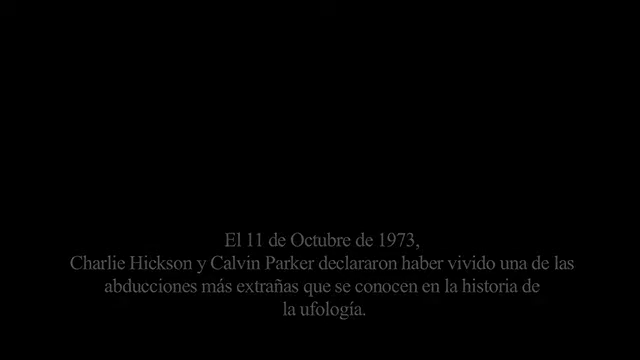 El 11 de Octubre de 1973,
Charlie Hickson y Calvin Parker declararon haber vivido una de las
abducciones más extrañas que se conocen en la historia de
la ufología.